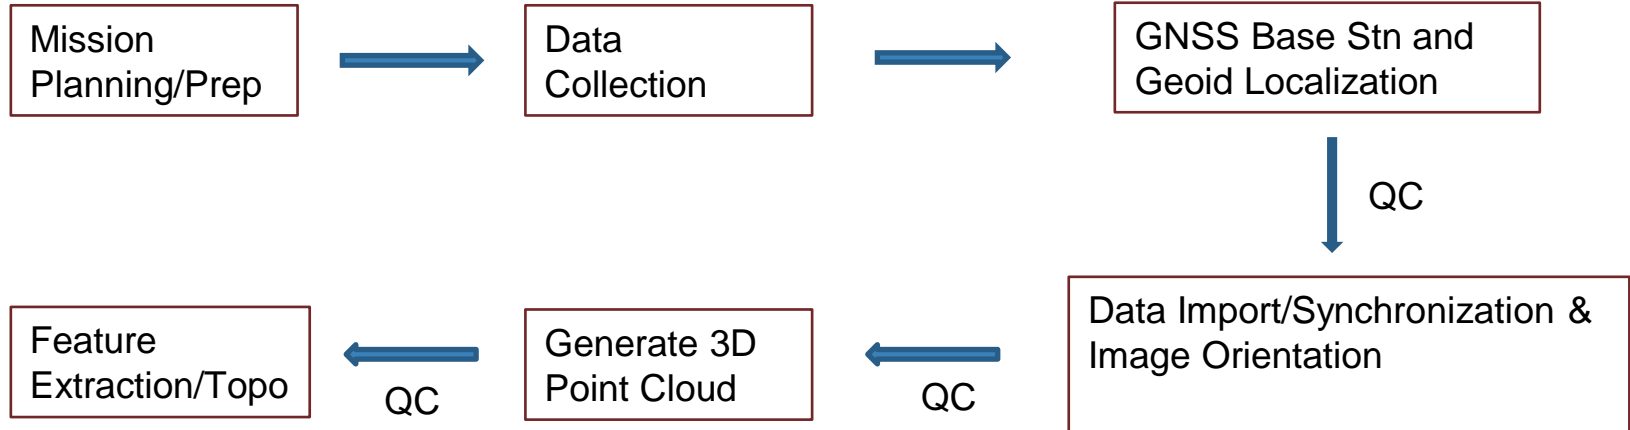 Mission
Planning/Prep
Data
Collection
GNSS Base Stn and
Geoid Localization
QC
Data Import/Synchronization &
Image Orientation
QC
Generate 3D
Point Cloud
QC
Feature
Extraction/Topo